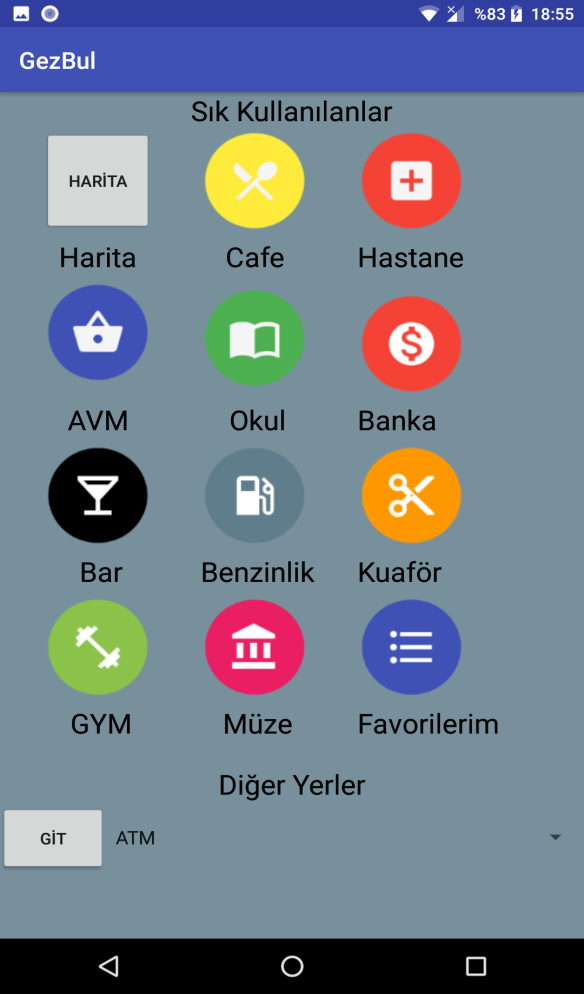 %83 18:55
GezBul
Sık Kullanılanlar
HARİTA
Harita Cafe Hastane
AVM Okul Banka
Bar Benzinlik Kuaför
GYM Müze Favorilerim
Diğer Yerler
GİT ATM